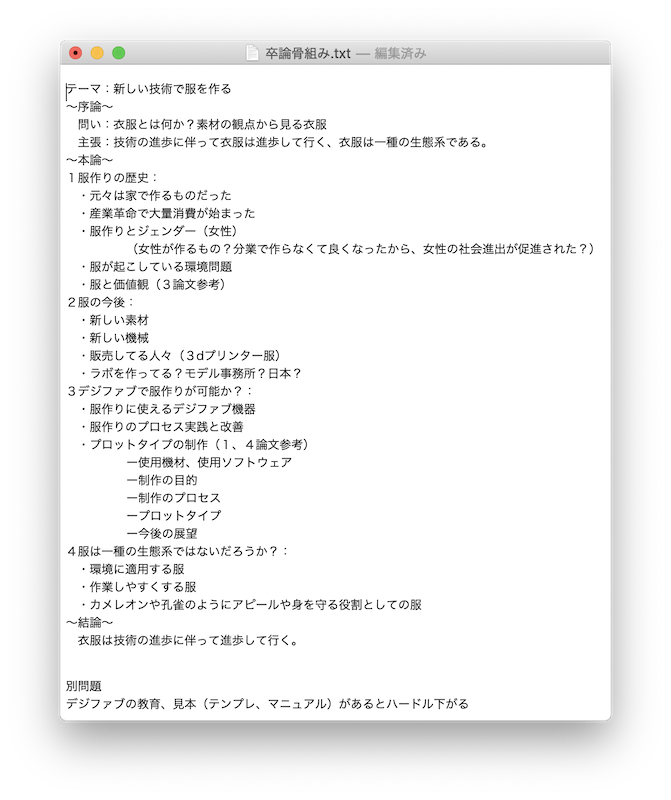 卒論骨組み.txt — 編集済み
テーマ：新しい技術で服を作る
〜序論〜
　問い：衣服とは何か？素材の観点から見る衣服
　主張：技術の進歩に伴って衣服は進歩して行く、衣服は一種の生態系である。
〜本論〜
１服作りの歴史：
　・元々は家で作るものだった
　・産業革命で大量消費が始まった
　・服作りとジェンダー（女性）
　　　　　（女性が作るもの？分業で作らなくて良くなったから、女性の社会進出が促進された？）
　・服が起こしている環境問題
　・服と価値観（３論文参考）
２服の今後：
　・新しい素材
　・新しい機械
　・販売してる人々（３dプリンター服）
　・ラボを作ってる？モデル事務所？日本？
３デジファブで服作りが可能か？：
　・服作りに使えるデジファブ機器
　・服作りのプロセス実践と改善
　・プロットタイプの制作（１、４論文参考）
　　　　　ー使用機材、使用ソフトウェア
　　　　　ー制作の目的
　　　　　ー制作のプロセス
　　　　　ープロットタイプ
　　　　　ー今後の展望
４服は一種の生態系ではないだろうか？：
　・環境に適用する服
　・作業しやすくする服
　・カメレオンや孔雀のようにアピールや身を守る役割としての服
〜結論〜
　衣服は技術の進歩に伴って進歩して行く。
別問題
デジファブの教育、見本（テンプレ、マニュアル）があるとハードル下がる